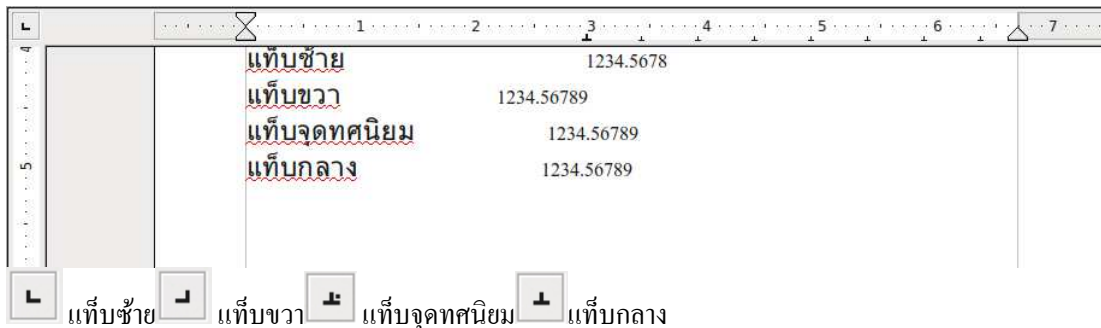 1 2 3 4 5 6 7
4
แท็บซ้าย 1234.5678
แท็บขวา 1234.56789
แท็บจุดทศนิยม 1234.56789
5
แท็บกลาง 1234.56789
แท็บซ้าย แท็บขวา แท็บจุดทศนิยม แท็บกลาง